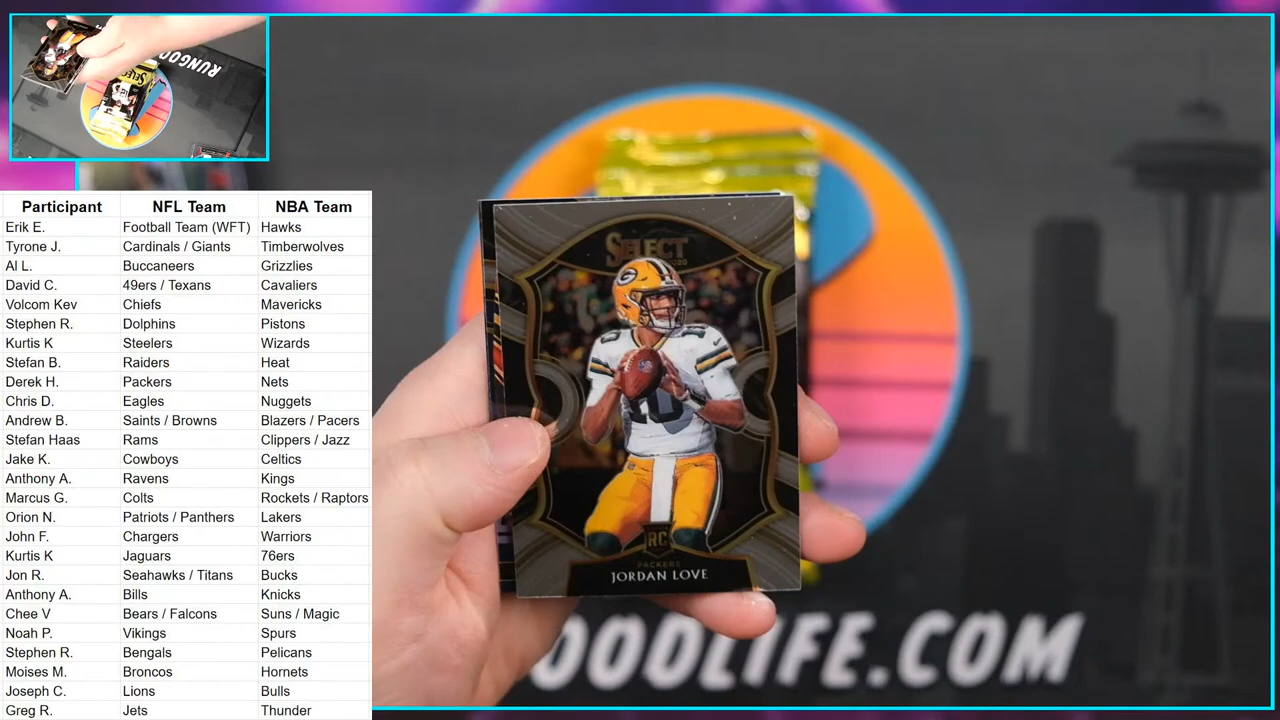 RUNGOOD
SELECT
Participant NFL Team NBA Team
Erik E. Football Team (WFT) Hawks
Tyrone J. Cardinals / Giants Timberwolves
Al L. Buccaneers Grizzlies
David C. 49ers / Texans Cavaliers
Volcom Kev Chiefs Mavericks
Stephen R. Dolphins Pistons
Kurtis K Steelers Wizards
Stefan B. Raiders Heat
Derek H. Packers Nets
Chris D. Eagles Nuggets
Andrew B. Saints / Browns Blazers / Pacers
Stefan Haas Rams Clippers / Jazz
Jake K. Cowboys Celtics
Anthony A. Ravens Kings
Marcus G. Colts Rockets / Raptors
Orion N. Patriots / Panthers Lakers
John F. Chargers Warriors
Kurtis K Jaguars 76ers
Jon R. Seahawks / Titans Bucks
Anthony A. Bills Knicks
Chee V Bears / Falcons Suns / Magic
Noah P. Vikings Spurs
Stephen R. Bengals Pelicans
Moises M. Broncos Hornets
Joseph C. Lions Bulls
Greg R. Jets Thunder
SELECT
2020
G
10
RC
PACKERS
JORDAN LOVE
OODLIFE.COM